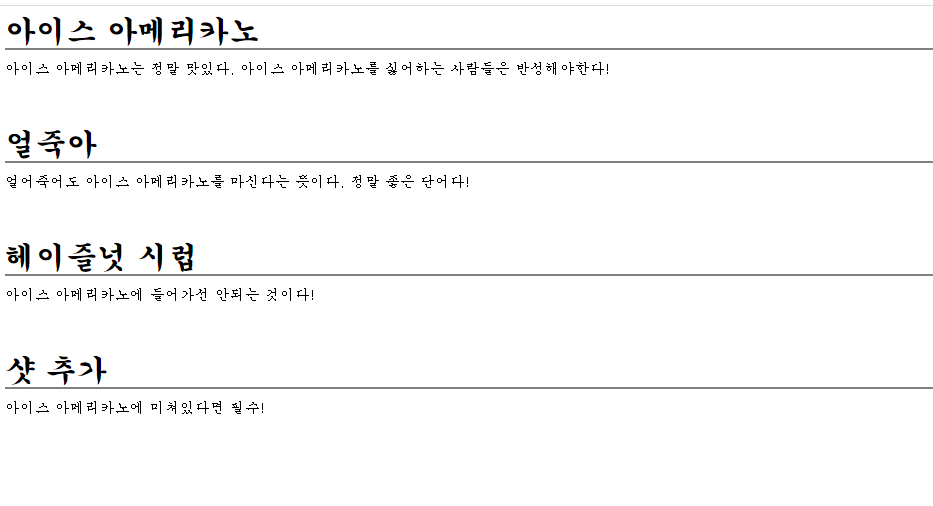 아이스 아메리카노
아이스 아메리카노는 정말 맛있다. 아이스 아메리카노를 싫어하는 사람들은 반성해야한다!
얼죽아
얼어죽어도 아이스 아메리카노를 마신다는 뜻이다. 정말 좋은 단어다!
헤이즐넛 시럽
아이스 아메리카노에 들어가선 안되는 것이다!
샷 추가
아이스 아메리카노에 미쳐있다면 필수!